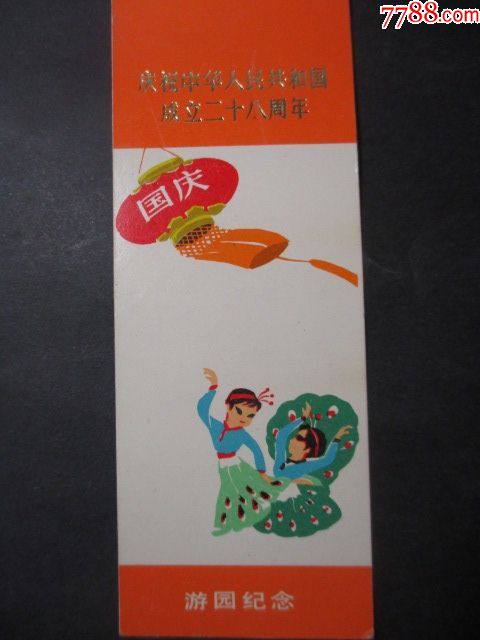 7788.com
庆祝中华人民共和国
成立二十八周年
国庆
游园纪念